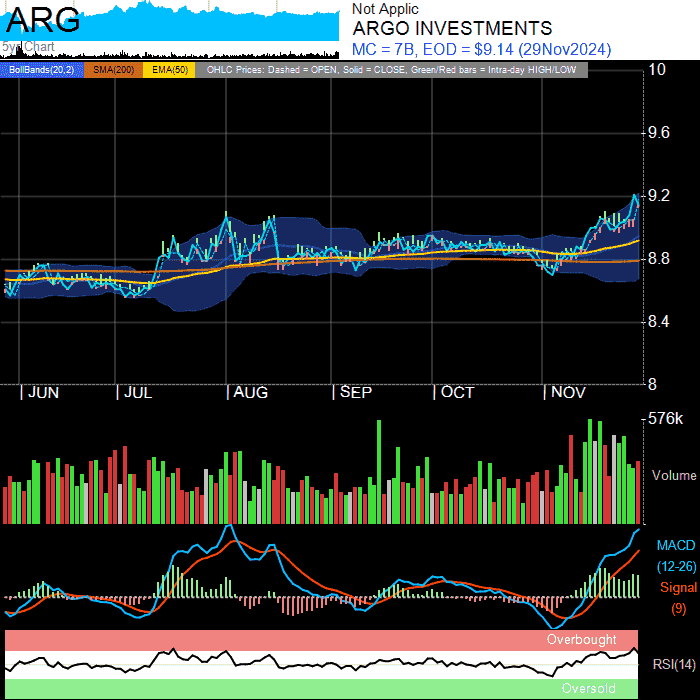 ARG
5yr Chart
Not Applic
ARGO INVESTMENTS
MC = 7B, EOD = $9.14 (29Nov2024)
BollBands(20,2) SMA(200) EMA(50) OHLC Prices: Dashed = OPEN, Solid = CLOSE, Green/Red bars = Intra-day HIGH/LOW
10
9.6
9.2
8.8
8.4
8
| JUN | JUL | AUG | SEP | OCT | NOV
576k
Volume
MACD
(12-26)
Signal
(9)
Overbought
RSI(14)
Oversold